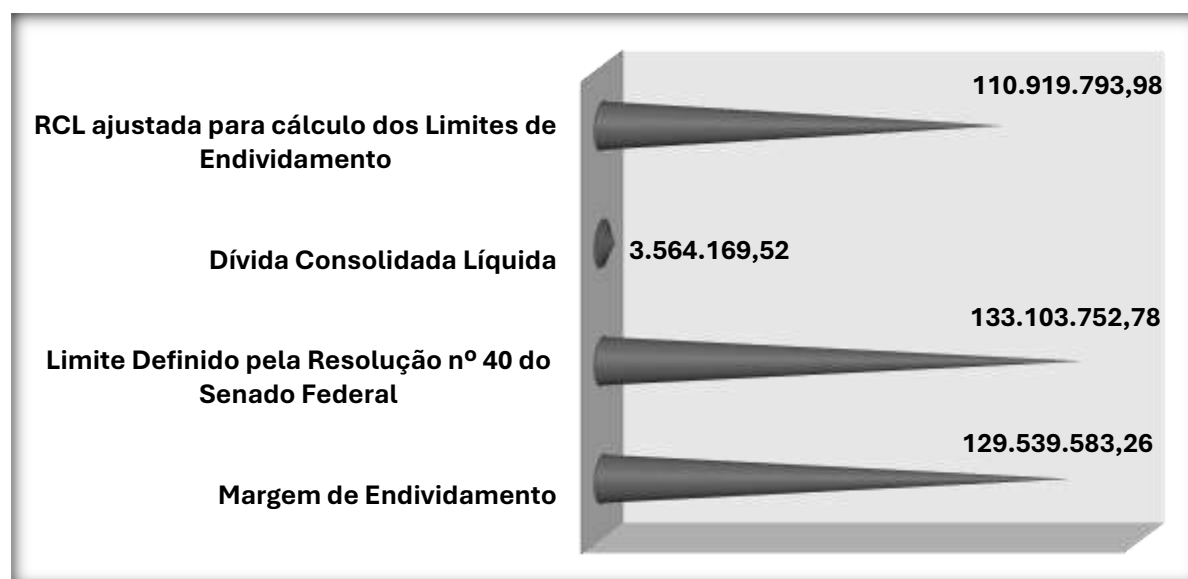 110.919.793,98
RCL ajustada para cálculo dos Limites de
Endividamento
Dívida Consolidada Líquida
3.564.169,52
133.103.752,78
Limite Definido pela Resolução nº 40 do
Senado Federal
129.539.583,26
Margem de Endividamento